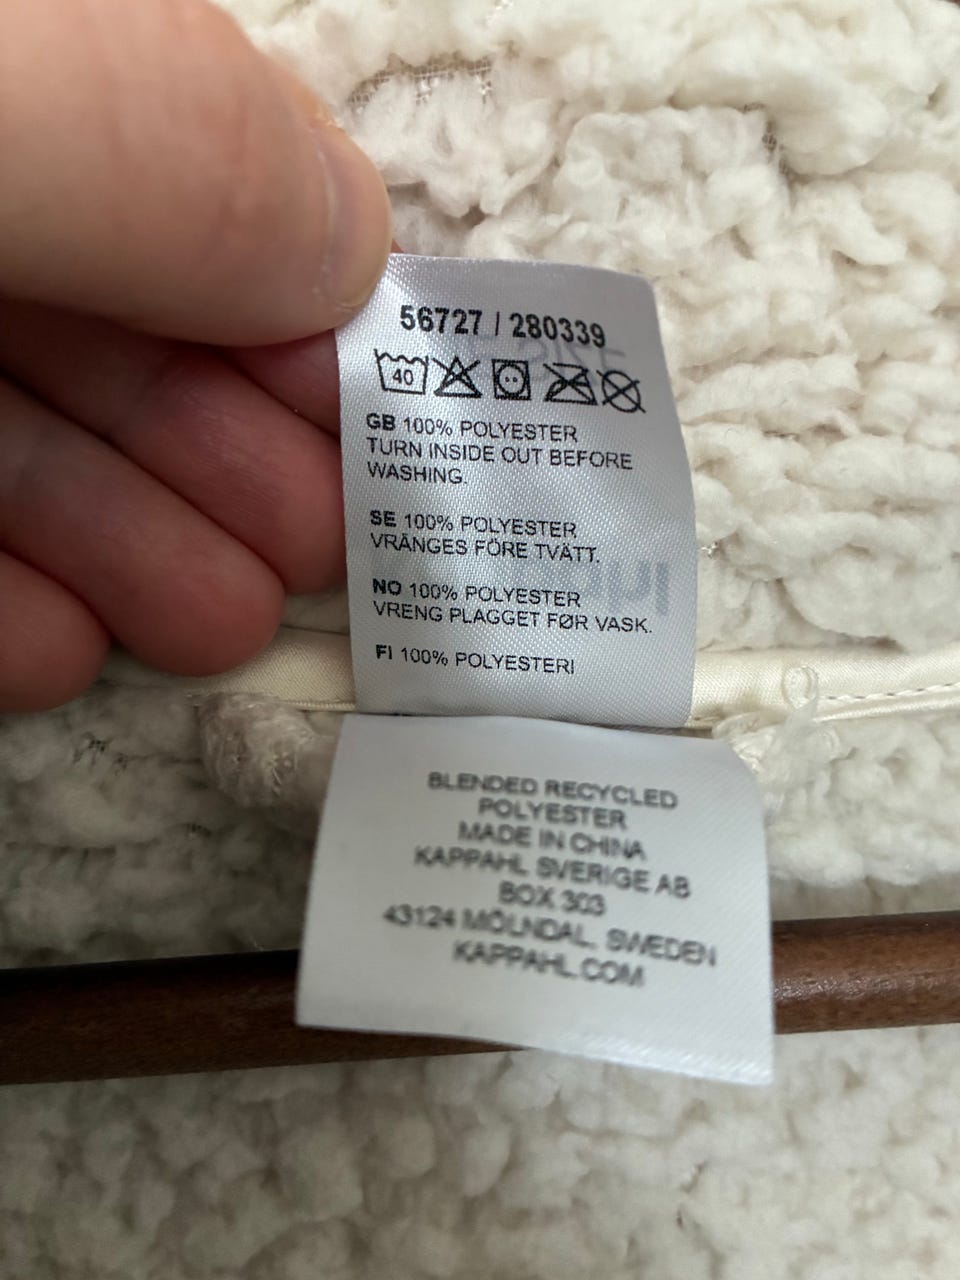 56727 / 280339
40
GB 100% POLYESTER
TURN INSIDE OUT BEFORE
WASHING.
SE 100% POLYESTER
VRÄNGES FÖRE TVÄTT.
NO 100% POLYESTER
VRENG PLAGGET FØR VASK.
FI 100% POLYESTERI
BLENDED RECYCLED
POLYESTER
MADE IN CHINA
KAPPAHL SVERIGE AB
BOX 303
43124 MÖLNDAL, SWEDEN
KAPPAHL.COM